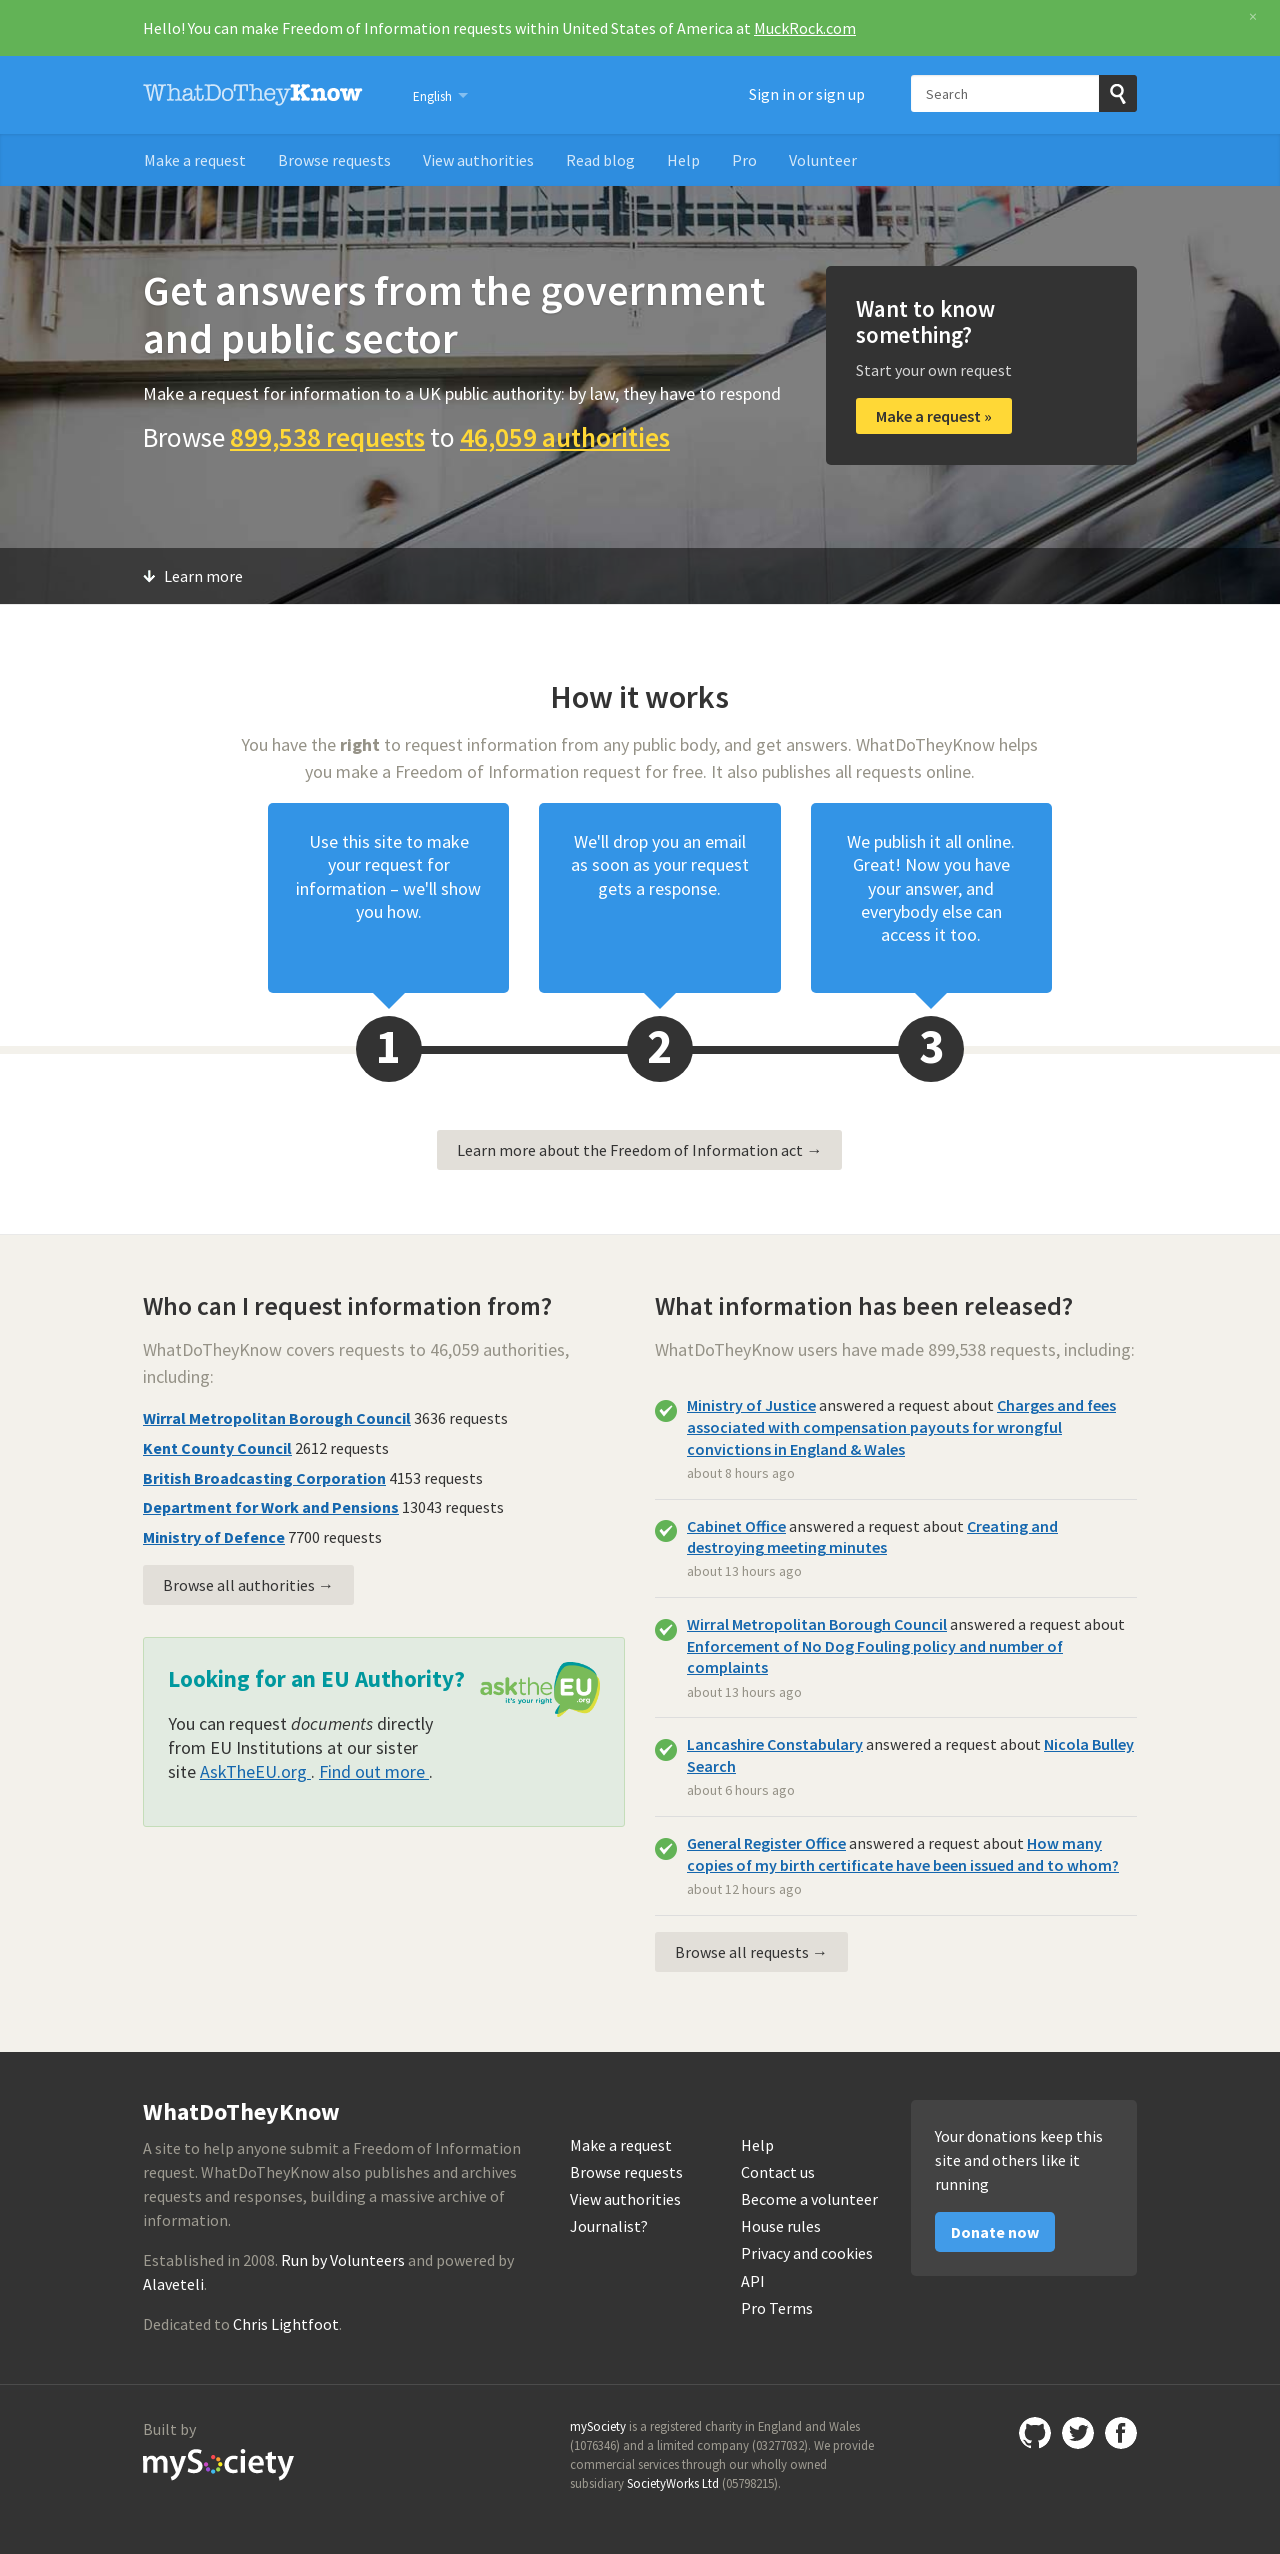 Hello! You can make Freedom of Information requests within United States of America at MuckRock.com
×
WhatDoTheyKnow
English
Sign in or sign up
Search
Make a request
Browse requests
View authorities
Read blog
Help
Pro
Volunteer
Get answers from the government
and public sector
Make a request for information to a UK public authority: by law, they have to respond
Browse 899,538 requests to 46,059 authorities
Want to know
something?
Start your own request
Make a request »
Learn more
How it works
You have the right to request information from any public body, and get answers. WhatDoTheyKnow helps
you make a Freedom of Information request for free. It also publishes all requests online.
Use this site to make
your request for
information – we'll show
you how.
We'll drop you an email
as soon as your request
gets a response.
We publish it all online.
Great! Now you have
your answer, and
everybody else can
access it too.
1
2
3
Learn more about the Freedom of Information act →
Who can I request information from?
WhatDoTheyKnow covers requests to 46,059 authorities,
including:
Wirral Metropolitan Borough Council 3636 requests
Kent County Council 2612 requests
British Broadcasting Corporation 4153 requests
Department for Work and Pensions 13043 requests
Ministry of Defence 7700 requests
Browse all authorities →
Looking for an EU Authority?
asktheEU.org
it's your right
You can request documents directly
from EU Institutions at our sister
site AskTheEU.org . Find out more .
What information has been released?
WhatDoTheyKnow users have made 899,538 requests, including:
Ministry of Justice answered a request about Charges and fees
associated with compensation payouts for wrongful
convictions in England & Wales
about 8 hours ago
Cabinet Office answered a request about Creating and
destroying meeting minutes
about 13 hours ago
Wirral Metropolitan Borough Council answered a request about
Enforcement of No Dog Fouling policy and number of
complaints
about 13 hours ago
Lancashire Constabulary answered a request about Nicola Bulley
Search
about 6 hours ago
General Register Office answered a request about How many
copies of my birth certificate have been issued and to whom?
about 12 hours ago
Browse all requests →
WhatDoTheyKnow
A site to help anyone submit a Freedom of Information
request. WhatDoTheyKnow also publishes and archives
requests and responses, building a massive archive of
information.
Established in 2008. Run by Volunteers and powered by
Alaveteli.
Dedicated to Chris Lightfoot.
Make a request
Browse requests
View authorities
Journalist?
Help
Contact us
Become a volunteer
House rules
Privacy and cookies
API
Pro Terms
Your donations keep this
site and others like it
running
Donate now
Built by
mySociety
mySociety is a registered charity in England and Wales
(1076346) and a limited company (03277032). We provide
commercial services through our wholly owned
subsidiary SocietyWorks Ltd (05798215).